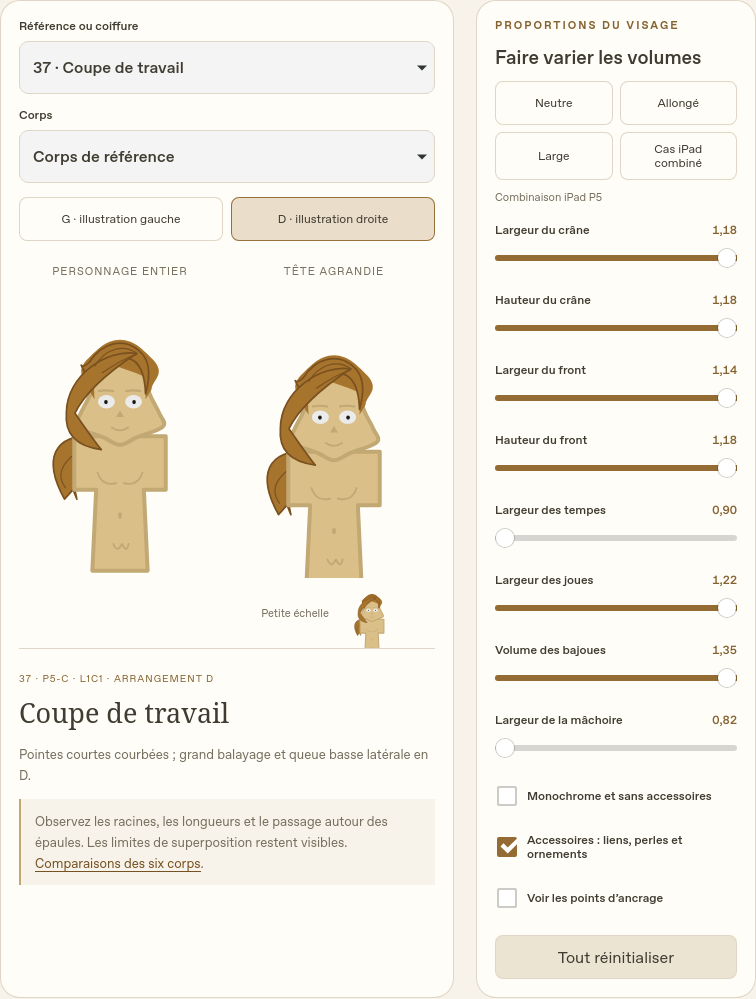 Référence ou coiffure
37 · Coupe de travail
Corps
Corps de référence
G · illustration gauche
D · illustration droite
PERSONNAGE ENTIER
TÊTE AGRANDIE
Petite échelle
37 · P5-C · L1C1 · ARRANGEMENT D
Coupe de travail
Pointes courtes courbées ; grand balayage et queue basse latérale en
D.
Observez les racines, les longueurs et le passage autour des
épaules. Les limites de superposition restent visibles.
Comparaisons des six corps.
PROPORTIONS DU VISAGE
Faire varier les volumes
Neutre
Allongé
Large
Cas iPad
combiné
Combinaison iPad P5
Largeur du crâne 1,18
Hauteur du crâne 1,18
Largeur du front 1,14
Hauteur du front 1,18
Largeur des tempes 0,90
Largeur des joues 1,22
Volume des bajoues 1,35
Largeur de la mâchoire 0,82
Monochrome et sans accessoires
Accessoires : liens, perles et
ornements
Voir les points d’ancrage
Tout réinitialiser